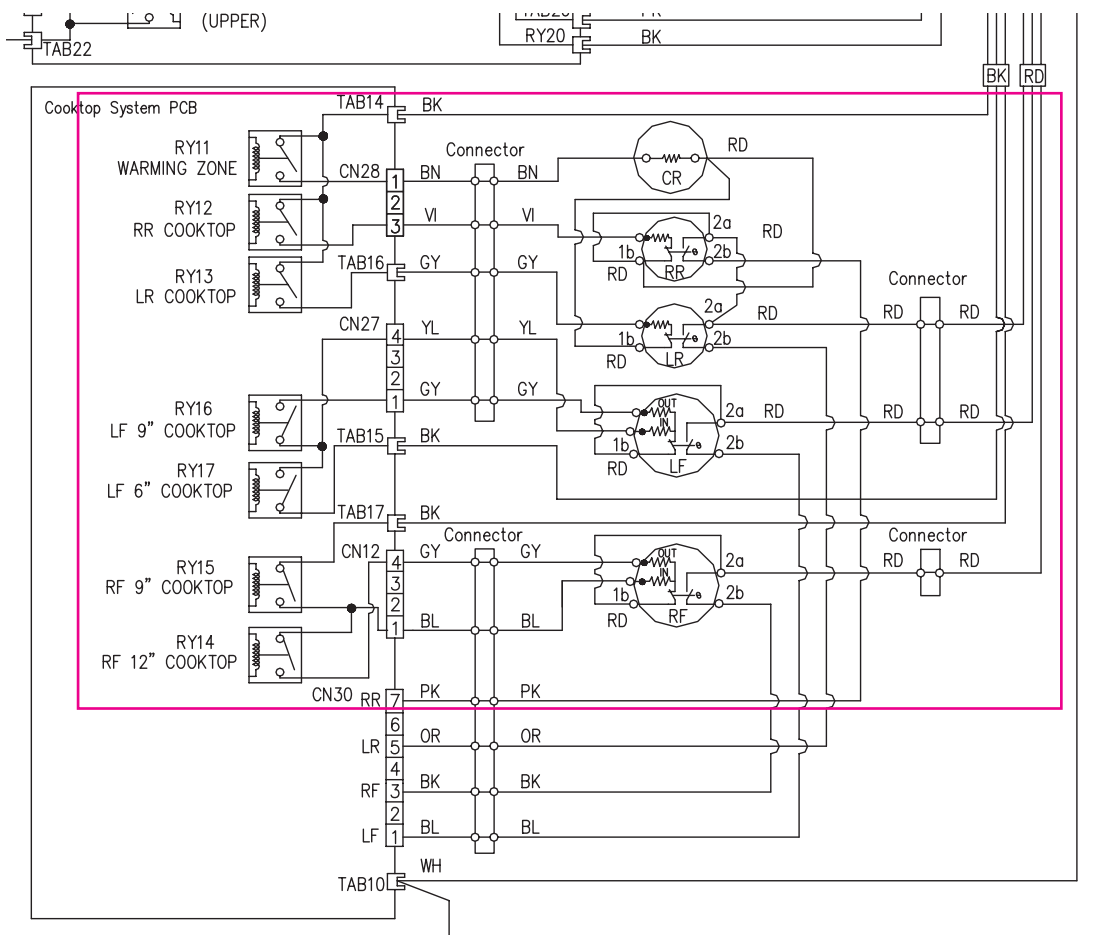 (UPPER)
TAB22
RY20
BK
BK
RD
Cooktop System PCB
TAB14
BK
RY11
WARMING ZONE
CN28
1
2
3
BN
Connector
BN
CR
RD
RY12
RR COOKTOP
VI
VI
2a
RD
1b
2b
RD
RR
RY13
LR COOKTOP
TAB16
GY
GY
Connector
2a
RD
RD
RD
1b
2b
RD
LR
CN27
4
3
2
1
YL
YL
GY
GY
OUT
IN
2a
RD
RD
RD
1b
2b
RD
LF
RY16
LF 9" COOKTOP
TAB15
BK
RY17
LF 6" COOKTOP
TAB17
BK
Connector
Connector
CN12
4
3
2
1
GY
GY
OUT
IN
2a
RD
RD
1b
2b
RD
RF
RY15
RF 9" COOKTOP
BL
BL
RY14
RF 12" COOKTOP
CN30
RR
7
PK
PK
6
LR
5
OR
OR
4
RF
3
BK
BK
2
LF
1
BL
BL
WH
TAB10